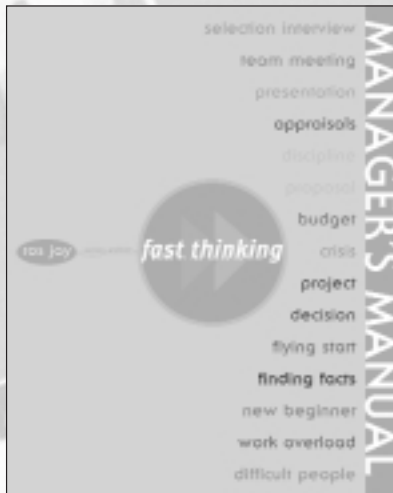 selection interview
team meeting
presentation
appraisals
discipline
proposal
budget
ros jay
fast thinking
crisis
project
decision
flying start
finding facts
new beginner
work overload
difficult people
MANAGER'S MANUAL